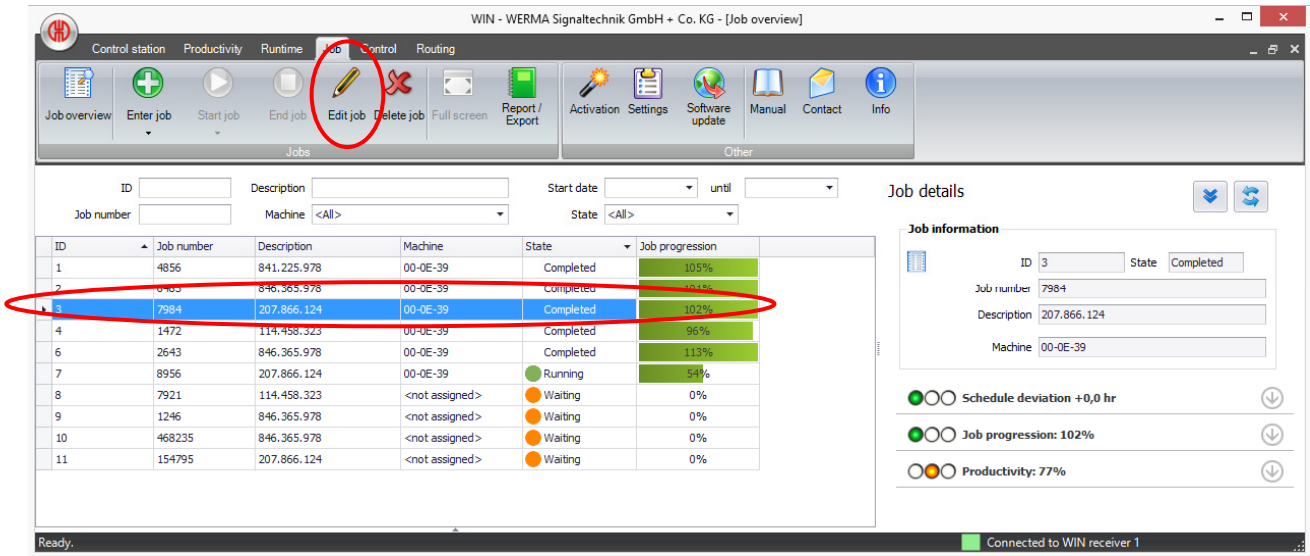 WIN - WERMA Signaltechnik GmbH + Co. KG - [Job overview]
Control station Productivity Runtime Job Control Routing
Job overview Enter job Start job End job Edit job Delete job Full screen Report / Export Activation Settings Software update Manual Contact Info
Jobs Other
ID Description Start date until
Job number Machine <All> State <All>
ID Job number Description Machine State Job progression
1 4856 841.225.978 00-0E-39 Completed 105%
2 6485 846.365.978 00-0E-39 Completed 101%
3 7984 207.866.124 00-0E-39 Completed 102%
4 1472 114.458.323 00-0E-39 Completed 96%
6 2643 846.365.978 00-0E-39 Completed 113%
7 8956 207.866.124 00-0E-39 Running 54%
8 7921 114.458.323 <not assigned> Waiting 0%
9 1246 846.365.978 <not assigned> Waiting 0%
10 468235 846.365.978 <not assigned> Waiting 0%
11 154795 207.866.124 <not assigned> Waiting 0%
Job details
Job information
ID 3 State Completed
Job number 7984
Description 207.866.124
Machine 00-0E-39
Schedule deviation +0,0 hr
Job progression: 102%
Productivity: 77%
Ready. Connected to WIN receiver 1